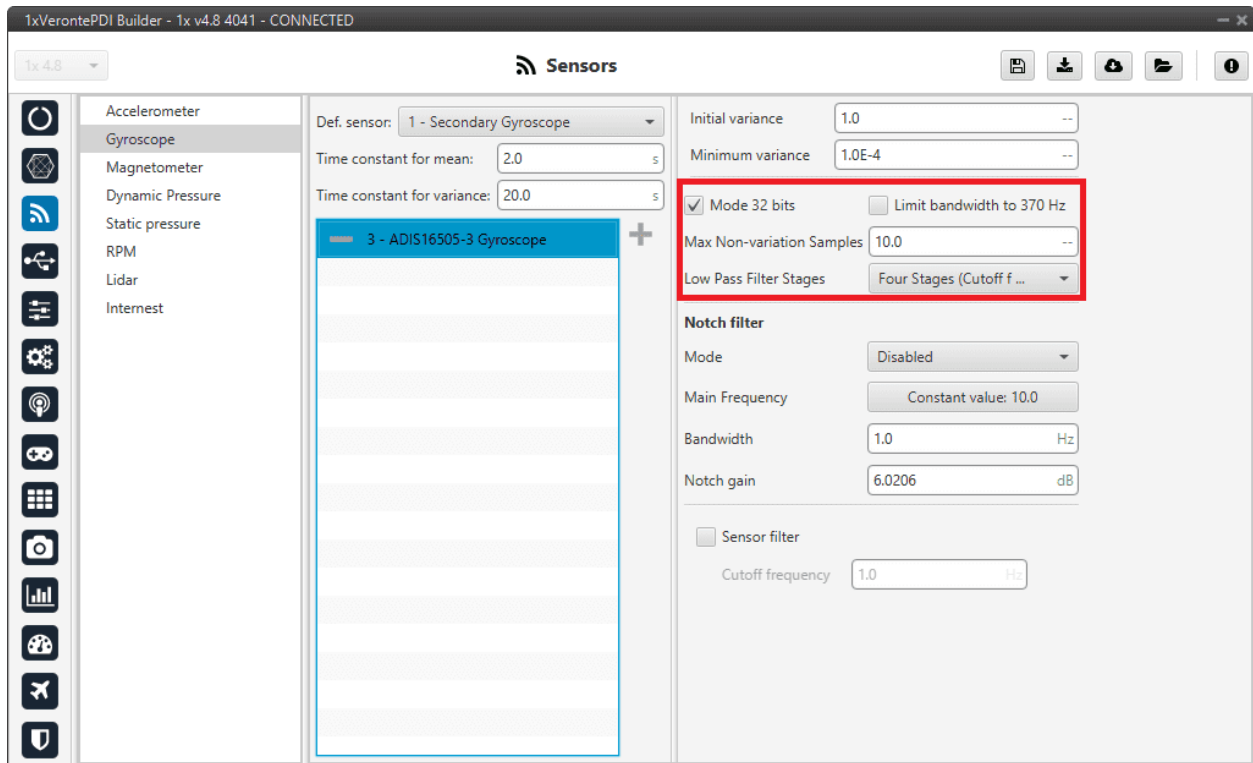 1xVerontePDI Builder - 1x v4.8 4041 - CONNECTED
1x 4.8
Sensors
Accelerometer
Gyroscope
Magnetometer
Dynamic Pressure
Static pressure
RPM
Lidar
Internest
Def. sensor: 1 - Secondary Gyroscope
Time constant for mean: 2.0 s
Time constant for variance: 20.0 s
3 - ADIS16505-3 Gyroscope
Initial variance 1.0 --
Minimum variance 1.0E-4 --
Mode 32 bits Limit bandwidth to 370 Hz
Max Non-variation Samples 10.0 --
Low Pass Filter Stages Four Stages (Cutoff f ...
Notch filter
Mode Disabled
Main Frequency Constant value: 10.0
Bandwidth 1.0 Hz
Notch gain 6.0206 dB
Sensor filter
Cutoff frequency 1.0 Hz